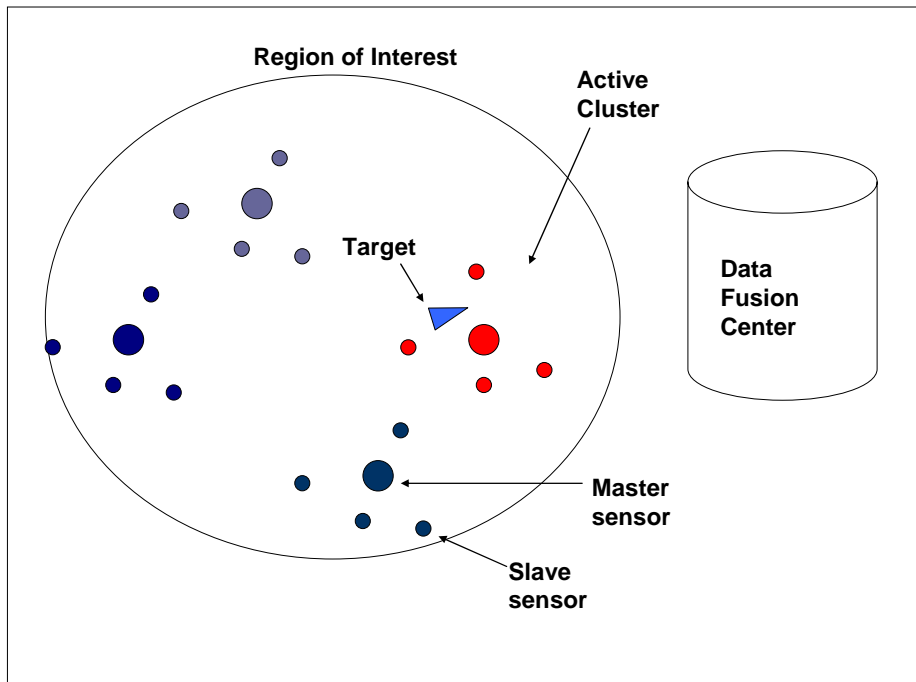 Region of Interest
Active
Cluster
Target
Data
Fusion
Center
Master
sensor
Slave
sensor